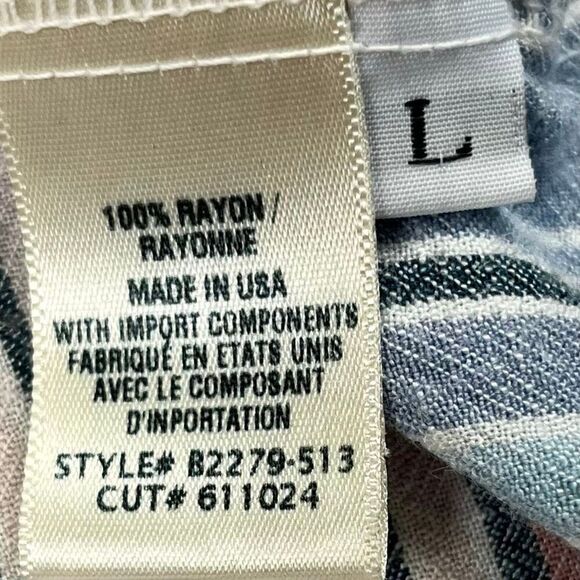 L
100% RAYON/
RAYONNE
MADE IN USA
WITH IMPORT COMPONENTS
FABRIQUÉ EN ETATS UNIS
AVEC LE COMPOSANT
D'INPORTATION
STYLE# B2279-513
CUT# 611024